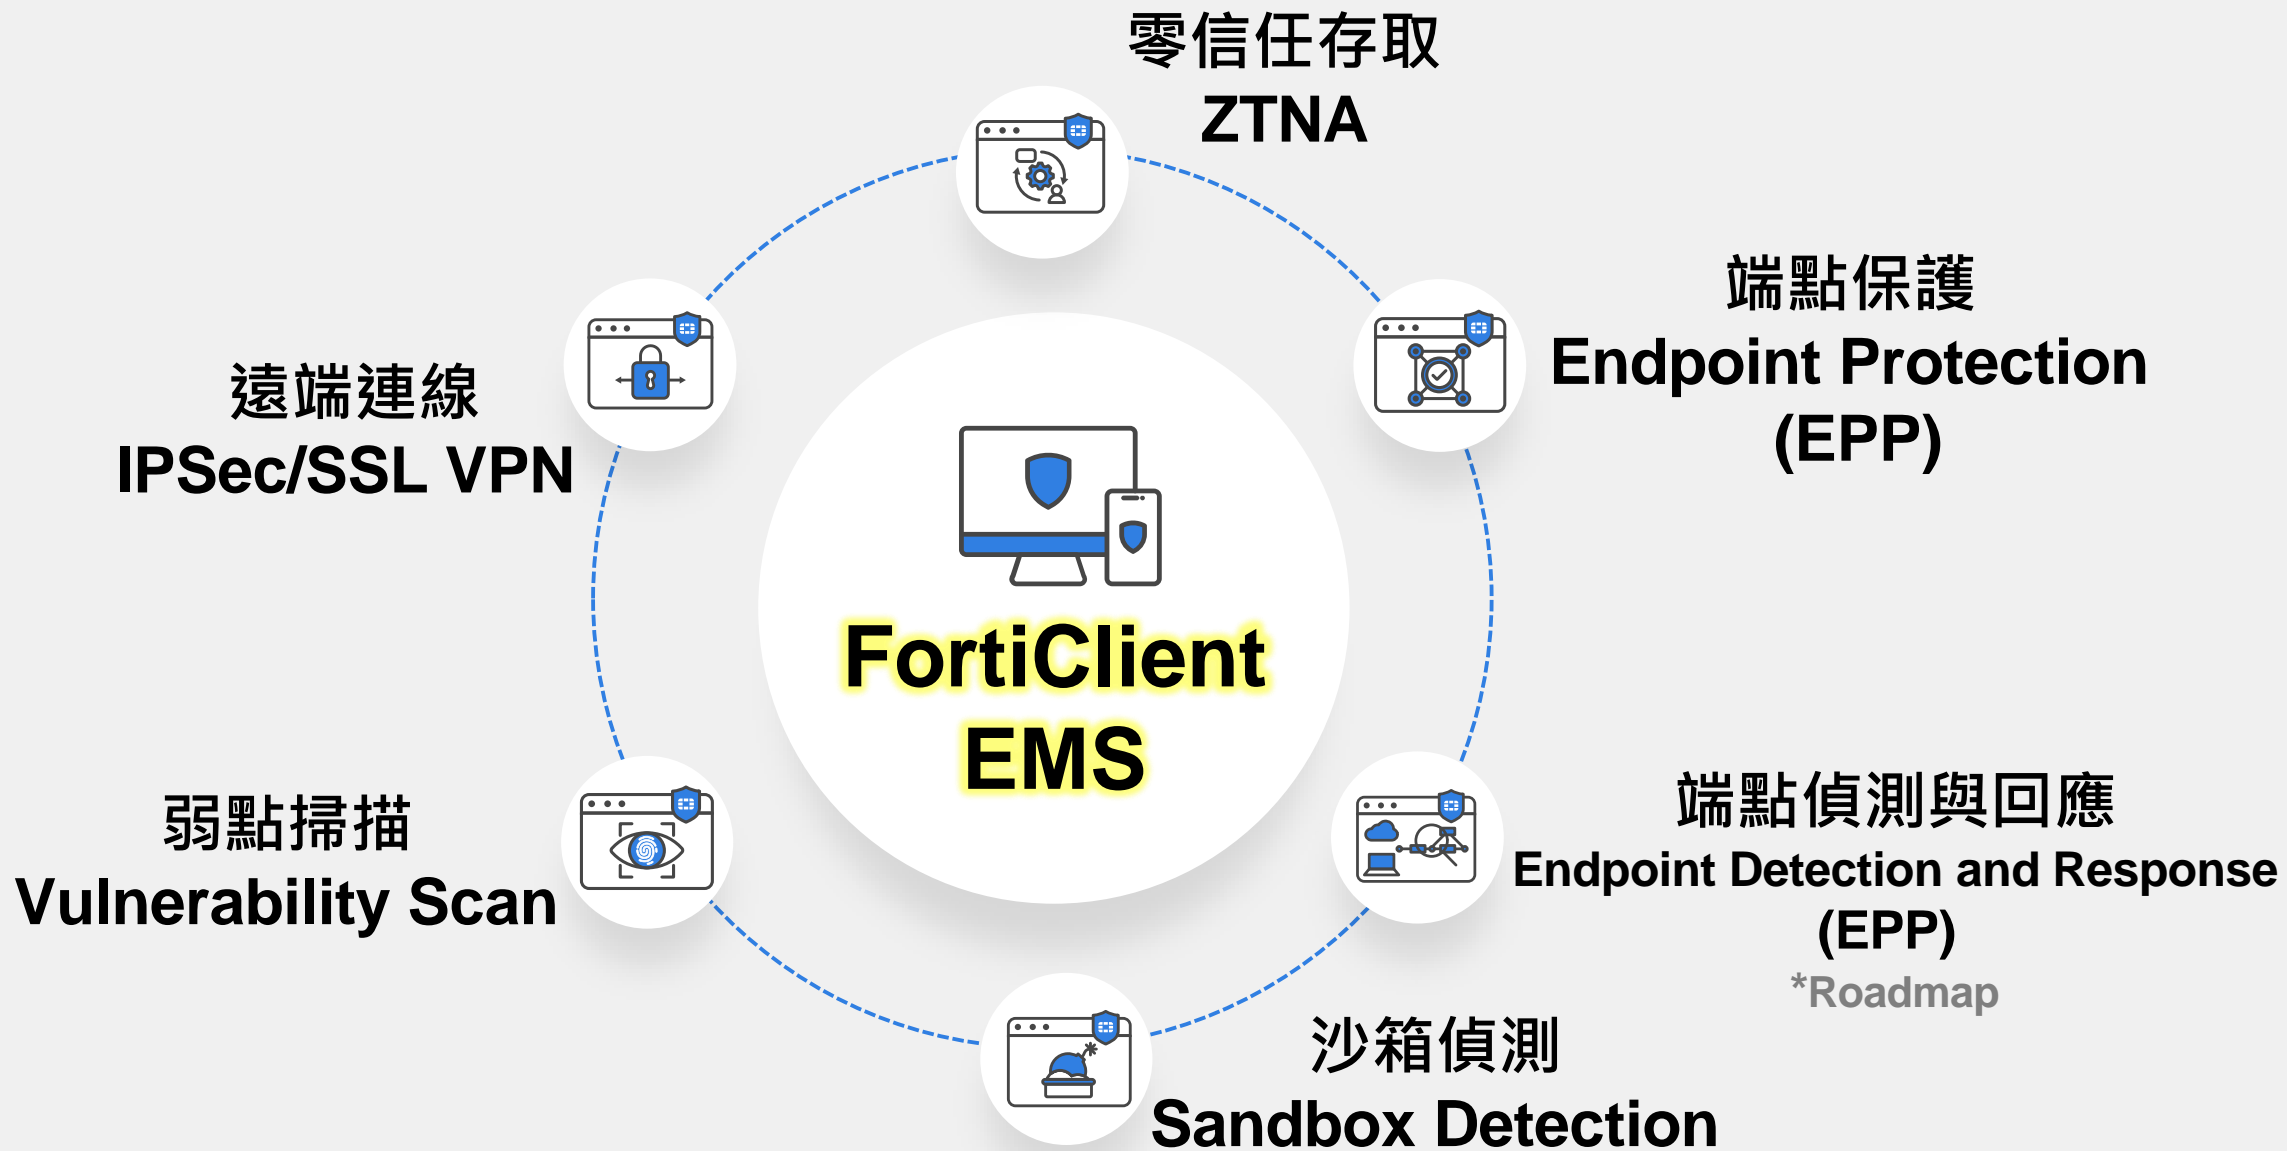 零信任存取
ZTNA
端點保護
Endpoint Protection
(EPP)
遠端連線
IPSec/SSL VPN
FortiClient
EMS
端點偵測與回應
Endpoint Detection and Response
(EPP)
*Roadmap
弱點掃描
Vulnerability Scan
沙箱偵測
Sandbox Detection